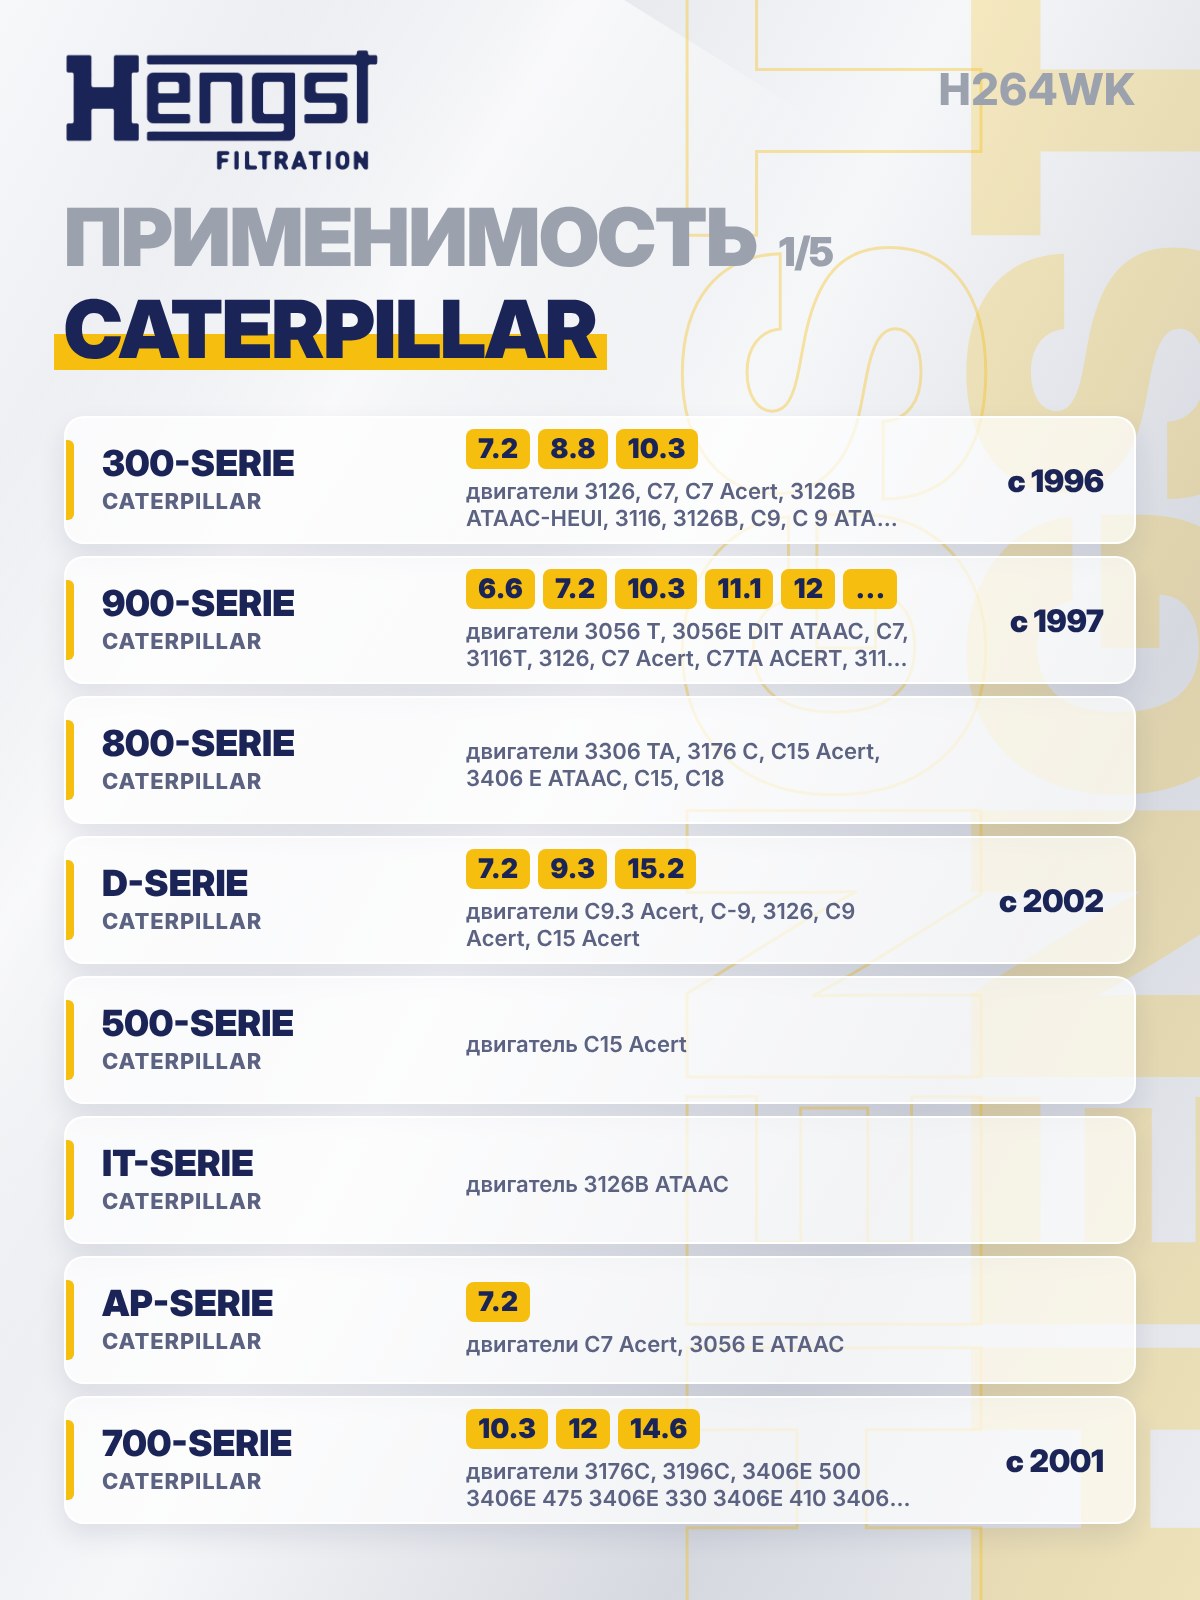 Hengst
FILTRATION
H264WK
ПРИМЕНИМОСТЬ 1/5
CATERPILLAR
300-SERIE
CATERPILLAR
7.2 8.8 10.3
двигатели 3126, C7, C7 Acert, 3126B
ATAAC-HEUI, 3116, 3126B, C9, C 9 ATA...
с 1996
900-SERIE
CATERPILLAR
6.6 7.2 10.3 11.1 12 ...
двигатели 3056 T, 3056E DIT ATAAC, C7,
3116T, 3126, C7 Acert, C7TA ACERT, 311...
с 1997
800-SERIE
CATERPILLAR
двигатели 3306 TA, 3176 C, C15 Acert,
3406 E ATAAC, C15, C18
D-SERIE
CATERPILLAR
7.2 9.3 15.2
двигатели C9.3 Acert, C-9, 3126, C9
Acert, C15 Acert
с 2002
500-SERIE
CATERPILLAR
двигатель C15 Acert
IT-SERIE
CATERPILLAR
двигатель 3126B ATAAC
AP-SERIE
CATERPILLAR
7.2
двигатели C7 Acert, 3056 E ATAAC
700-SERIE
CATERPILLAR
10.3 12 14.6
двигатели 3176C, 3196C, 3406E 500
3406E 475 3406E 330 3406E 410 3406...
с 2001
HENGST
HENGST